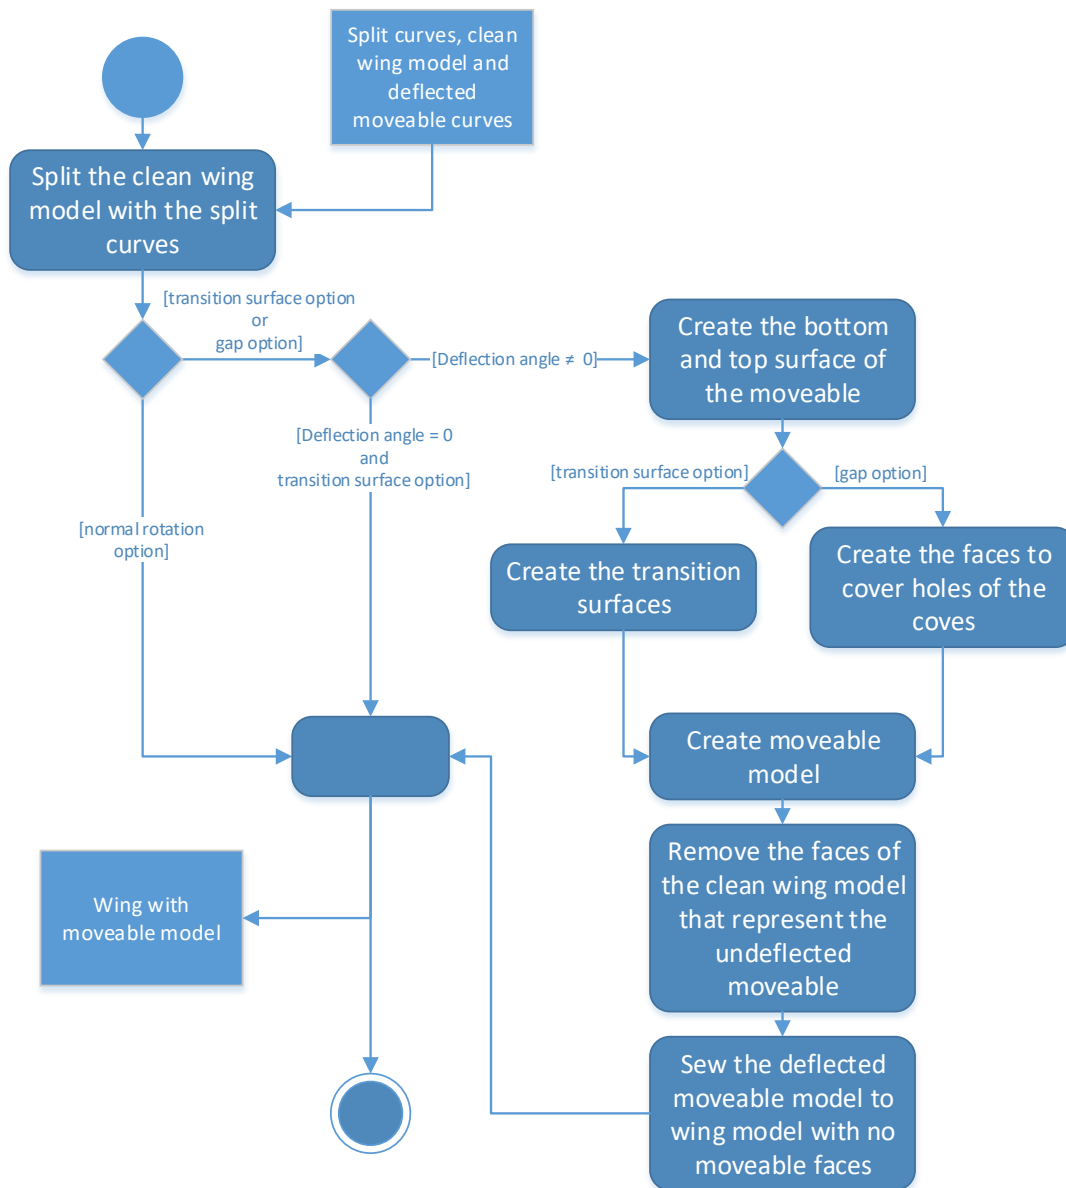 Split curves, clean
wing model and
deflected
moveable curves
Split the clean wing
model with the split
curves
[transition surface option
or
gap option]
[Deflection angle ≠ 0]
Create the bottom
and top surface of
the moveable
[Deflection angle = 0
and
transition surface option]
[transition surface option]
[gap option]
[normal rotation
option]
Create the transition
surfaces
Create the faces to
cover holes of the
coves
Create moveable
model
Remove the faces of
the clean wing model
that represent the
undeflected
moveable
Wing with
moveable model
Sew the deflected
moveable model to
wing model with no
moveable faces